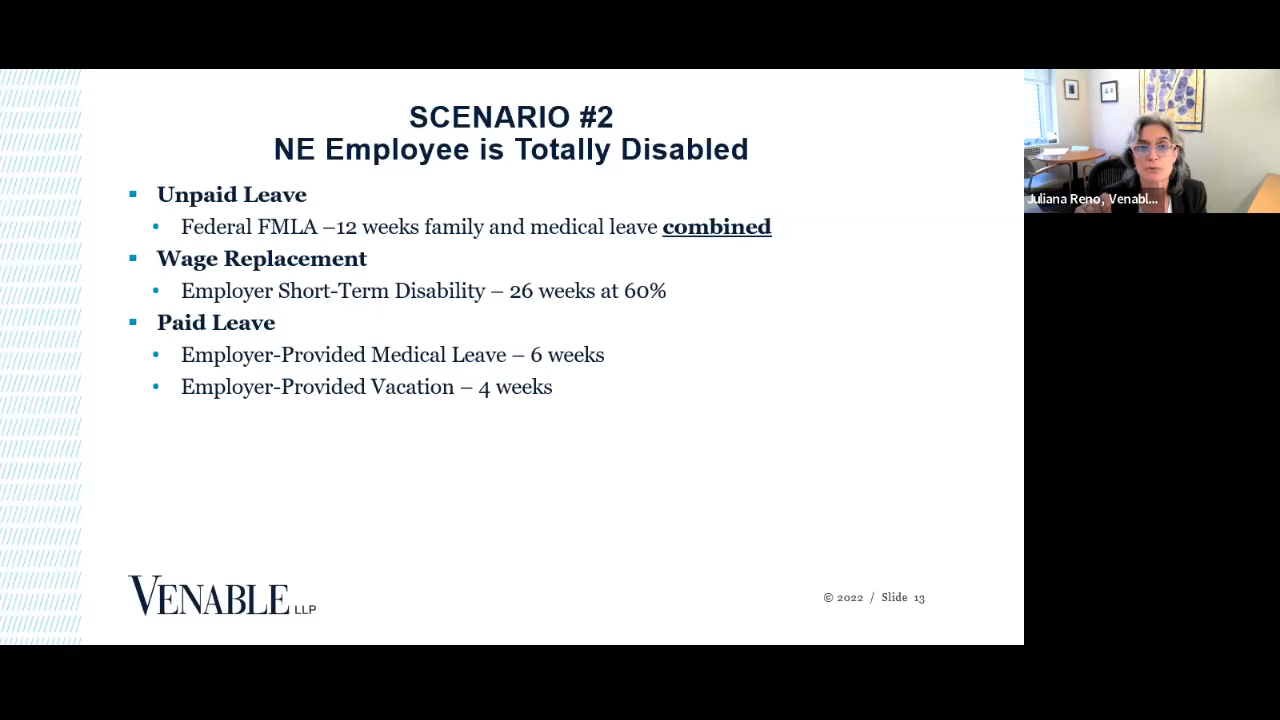 SCENARIO #2
NE Employee is Totally Disabled
▪ Unpaid Leave
• Federal FMLA –12 weeks family and medical leave combined
▪ Wage Replacement
• Employer Short-Term Disability – 26 weeks at 60%
▪ Paid Leave
• Employer-Provided Medical Leave – 6 weeks
• Employer-Provided Vacation – 4 weeks
VENABLE LLP
© 2022 / Slide 13
Juliana Reno, Venabl...